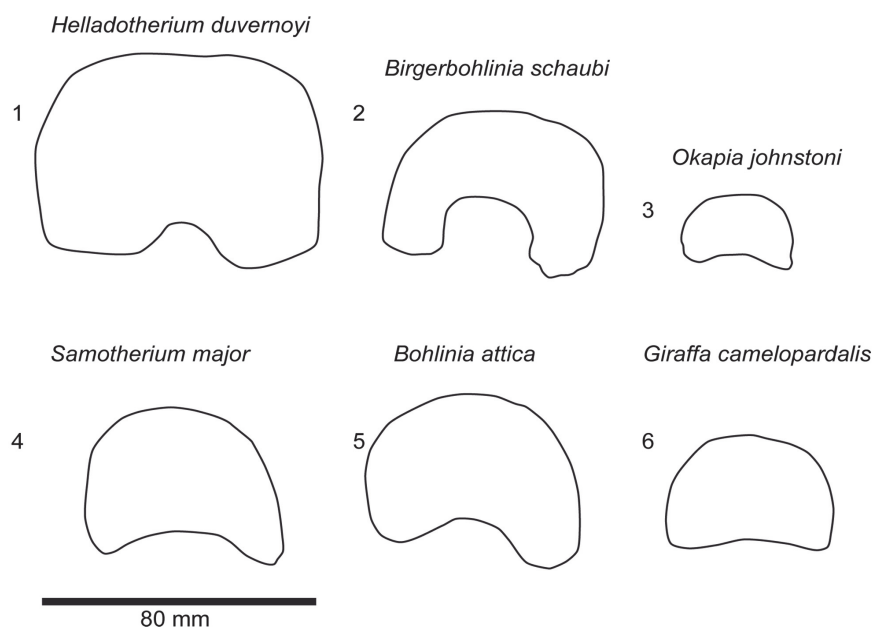 Helladotherium duvernoyi
1
Birgerbohlinia schaubi
2
Okapia johnstoni
3
Samotherium major
4
Bohlinia attica
5
Giraffa camelopardalis
6
80 mm